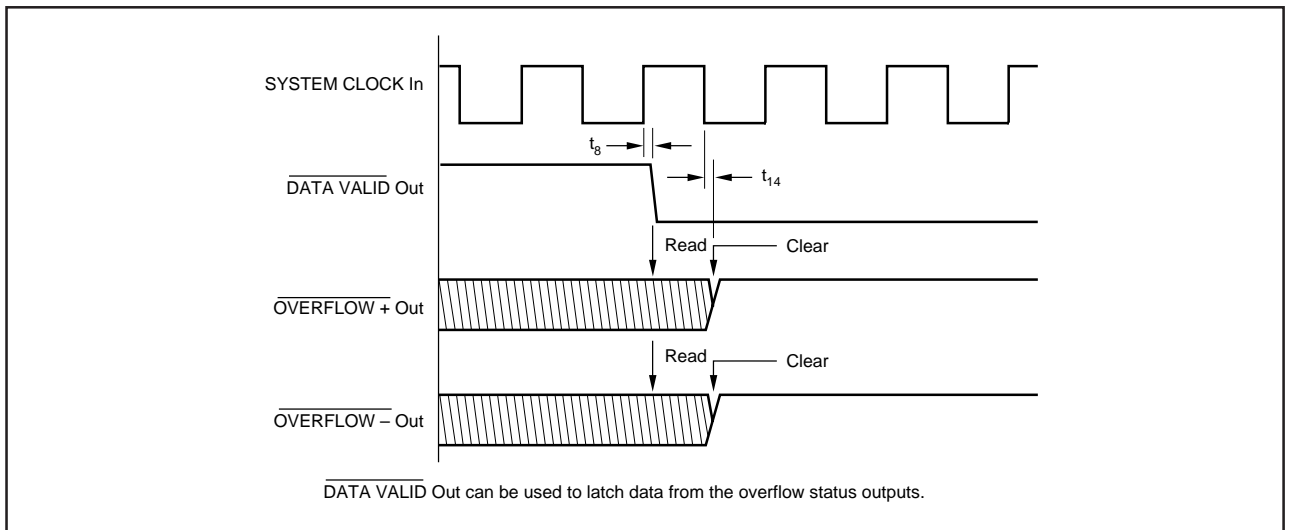 SYSTEM CLOCK In
t8
DATA VALID Out
t14
Read
Clear
OVERFLOW + Out
Read
Clear
OVERFLOW – Out
DATA VALID Out can be used to latch data from the overflow status outputs.